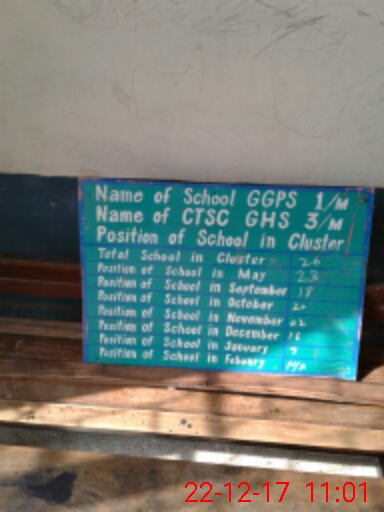 Name of School GGPS 1/M
Name of CTSC GHS 3/M
Position of School in Cluster
Total School in Cluster 26
Position of School in May 23
Position of School in September 18
Position of School in October
Position of School in November 02
Position of School in December 16
Position of School in January
Position of School in Febuary
22-12-17 11:01